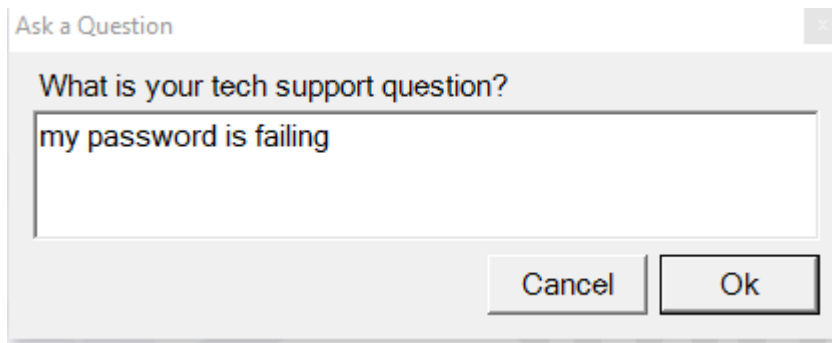 Ask a Question
What is your tech support question?
my password is failing
Cancel Ok